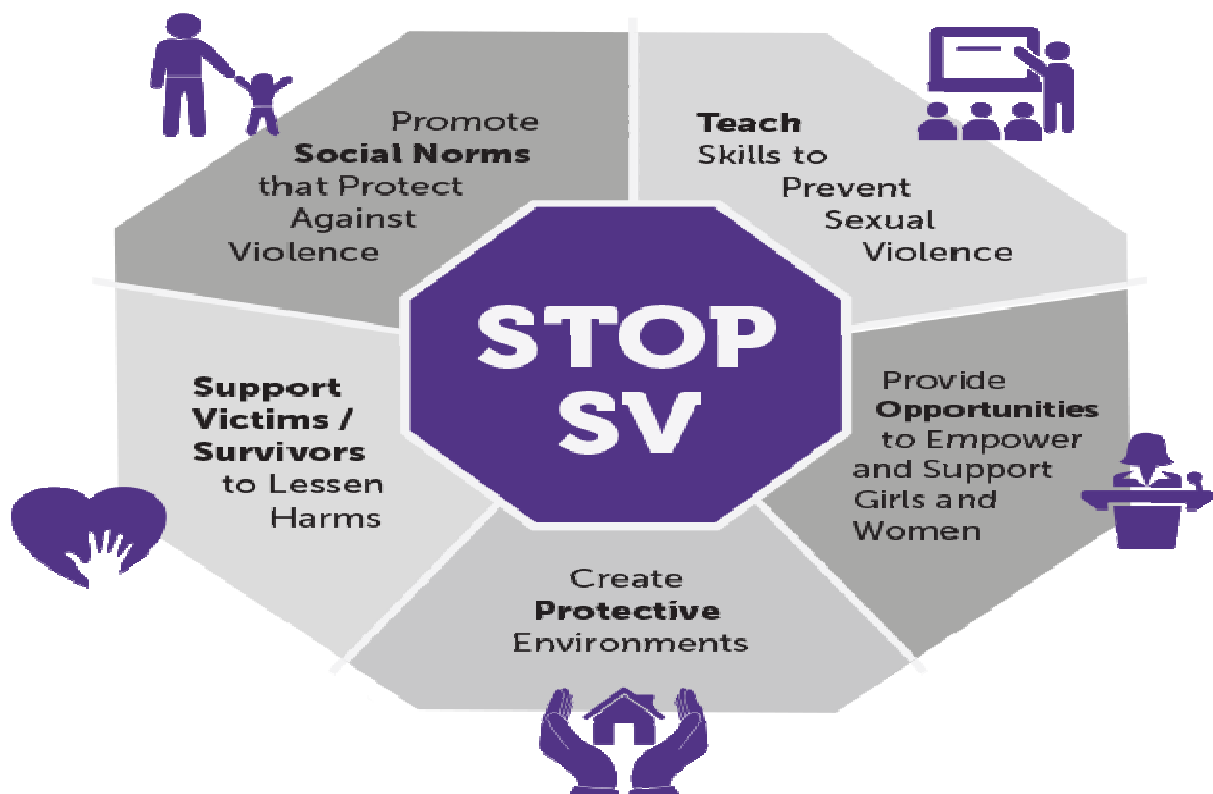 Promote
Social Norms
that Protect
Against
Violence
Teach
Skills to
Prevent
Sexual
Violence
STOP
SV
Support
Victims /
Survivors
to Lessen
Harms
Provide
Opportunities
to Empower
and Support
Girls and
Women
Create
Protective
Environments